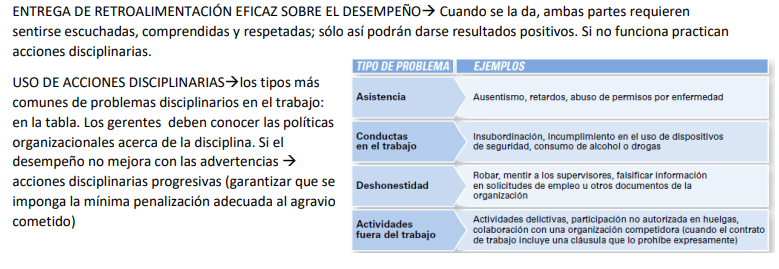 ENTREGA DE RETROALIMENTACIÓN EFICAZ SOBRE EL DESEMPEÑO→ Cuando se la da, ambas partes requieren
sentirse escuchadas, comprendidas y respetadas; sólo así podrán darse resultados positivos. Si no funciona practican
acciones disciplinarias.
USO DE ACCIONES DISCIPLINARIAS→los tipos más
comunes de problemas disciplinarios en el trabajo:
en la tabla. Los gerentes deben conocer las políticas
organizacionales acerca de la disciplina. Si el
desempeño no mejora con las advertencias →
acciones disciplinarias progresivas (garantizar que se
imponga la mínima penalización adecuada al agravio
cometido)
TIPO DE PROBLEMA EJEMPLOS
Asistencia Ausentismo, retardos, abuso de permisos por enfermedad
Conductas
en el trabajo
Insubordinación, incumplimiento en el uso de dispositivos
de seguridad, consumo de alcohol o drogas
Deshonestidad
Robar, mentir a los supervisores, falsificar información
en solicitudes de empleo u otros documentos de la
organización
Actividades
fuera del trabajo
Actividades delictivas, participación no autorizada en huelgas,
colaboración con una organización competidora (cuando el contrato
de trabajo incluye una cláusula que lo prohíbe expresamente)